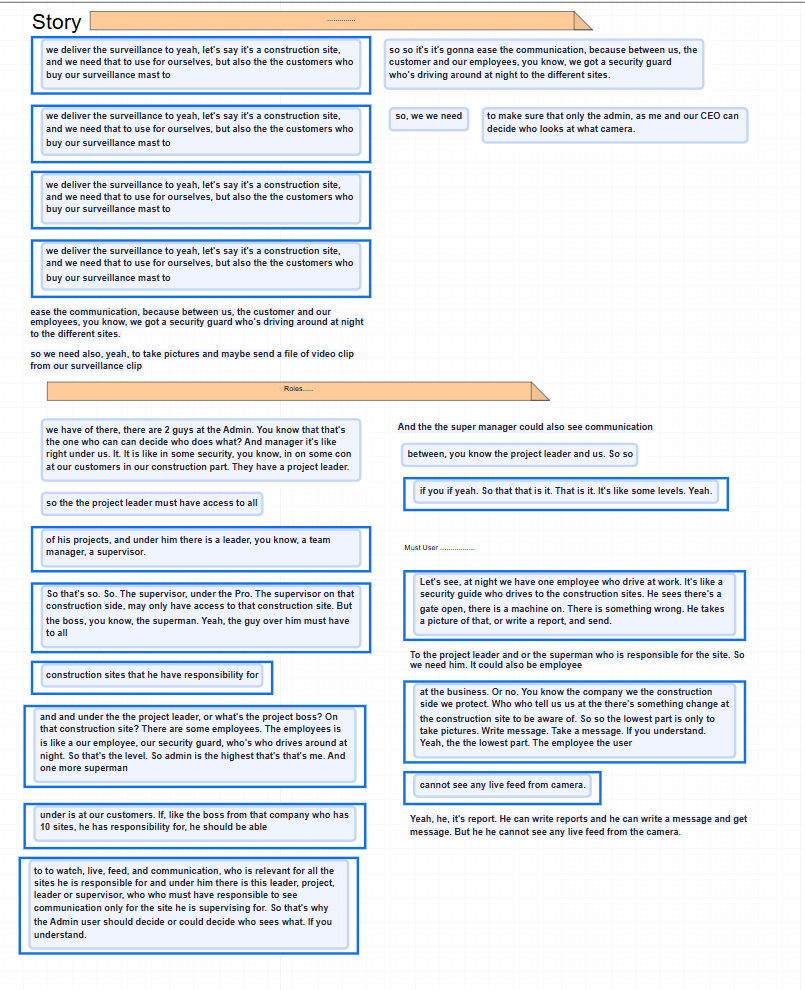 Story
..............
we deliver the surveillance to yeah, let's say it's a construction site,
and we need that to use for ourselves, but also the the customers who
buy our surveillance mast to
so so it's it's gonna ease the communication, because between us, the
customer and our employees, you know, we got a security guard
who's driving around at night to the different sites.
we deliver the surveillance to yeah, let's say it's a construction site,
and we need that to use for ourselves, but also the the customers who
buy our surveillance mast to
so, we we need
to make sure that only the admin, as me and our CEO can
decide who looks at what camera.
we deliver the surveillance to yeah, let's say it's a construction site,
and we need that to use for ourselves, but also the the customers who
buy our surveillance mast to
we deliver the surveillance to yeah, let's say it's a construction site,
and we need that to use for ourselves, but also the the customers who
buy our surveillance mast to
ease the communication, because between us, the customer and our
employees, you know, we got a security guard who's driving around at night
to the different sites.
so we need also, yeah, to take pictures and maybe send a file of video clip
from our surveillance clip
Roles......
we have of there, there are 2 guys at the Admin. You know that that's
the one who can can decide who does what? And manager it's like
right under us. It. It is like in some security, you know, in on some con
at our customers in our construction part. They have a project leader.
so the the project leader must have access to all
of his projects, and under him there is a leader, you know, a team
manager, a supervisor.
So that's so. So. The supervisor, under the Pro. The supervisor on that
construction side, may only have access to that construction site. But
the boss, you know, the superman. Yeah, the guy over him must have
to all
construction sites that he have responsibility for
and and under the the project leader, or what's the project boss? On
that construction site? There are some employees. The employees is
is like a our employee, our security guard, who's who drives around at
night. So that's the level. So admin is the highest that's that's me. And
one more superman
under is at our customers. If, like the boss from that company who has
10 sites, he has responsibility for, he should be able
to to watch, live, feed, and communication, who is relevant for all the
sites he is responsible for and under him there is this leader, project,
leader or supervisor, who who must have responsible to see
communication only for the site he is supervising for. So that's why
the Admin user should decide or could decide who sees what. If you
understand.
And the the super manager could also see communication
between, you know the project leader and us. So so
if you if yeah. So that that is it. That is it. It's like some levels. Yeah.
Must User .................
Let's see, at night we have one employee who drive at work. It's like a
security guide who drives to the construction sites. He sees there's a
gate open, there is a machine on. There is something wrong. He takes
a picture of that, or write a report, and send.
To the project leader and or the superman who is responsible for the site. So
we need him. It could also be employee
at the business. Or no. You know the company we the construction
side we protect. Who who tell us us at the there's something change at
the construction site to be aware of. So so the lowest part is only to
take pictures. Write message. Take a message. If you understand.
Yeah, the the lowest part. The employee the user
cannot see any live feed from camera.
Yeah, he, it's report. He can write reports and he can write a message and get
message. But he he cannot see any live feed from the camera.